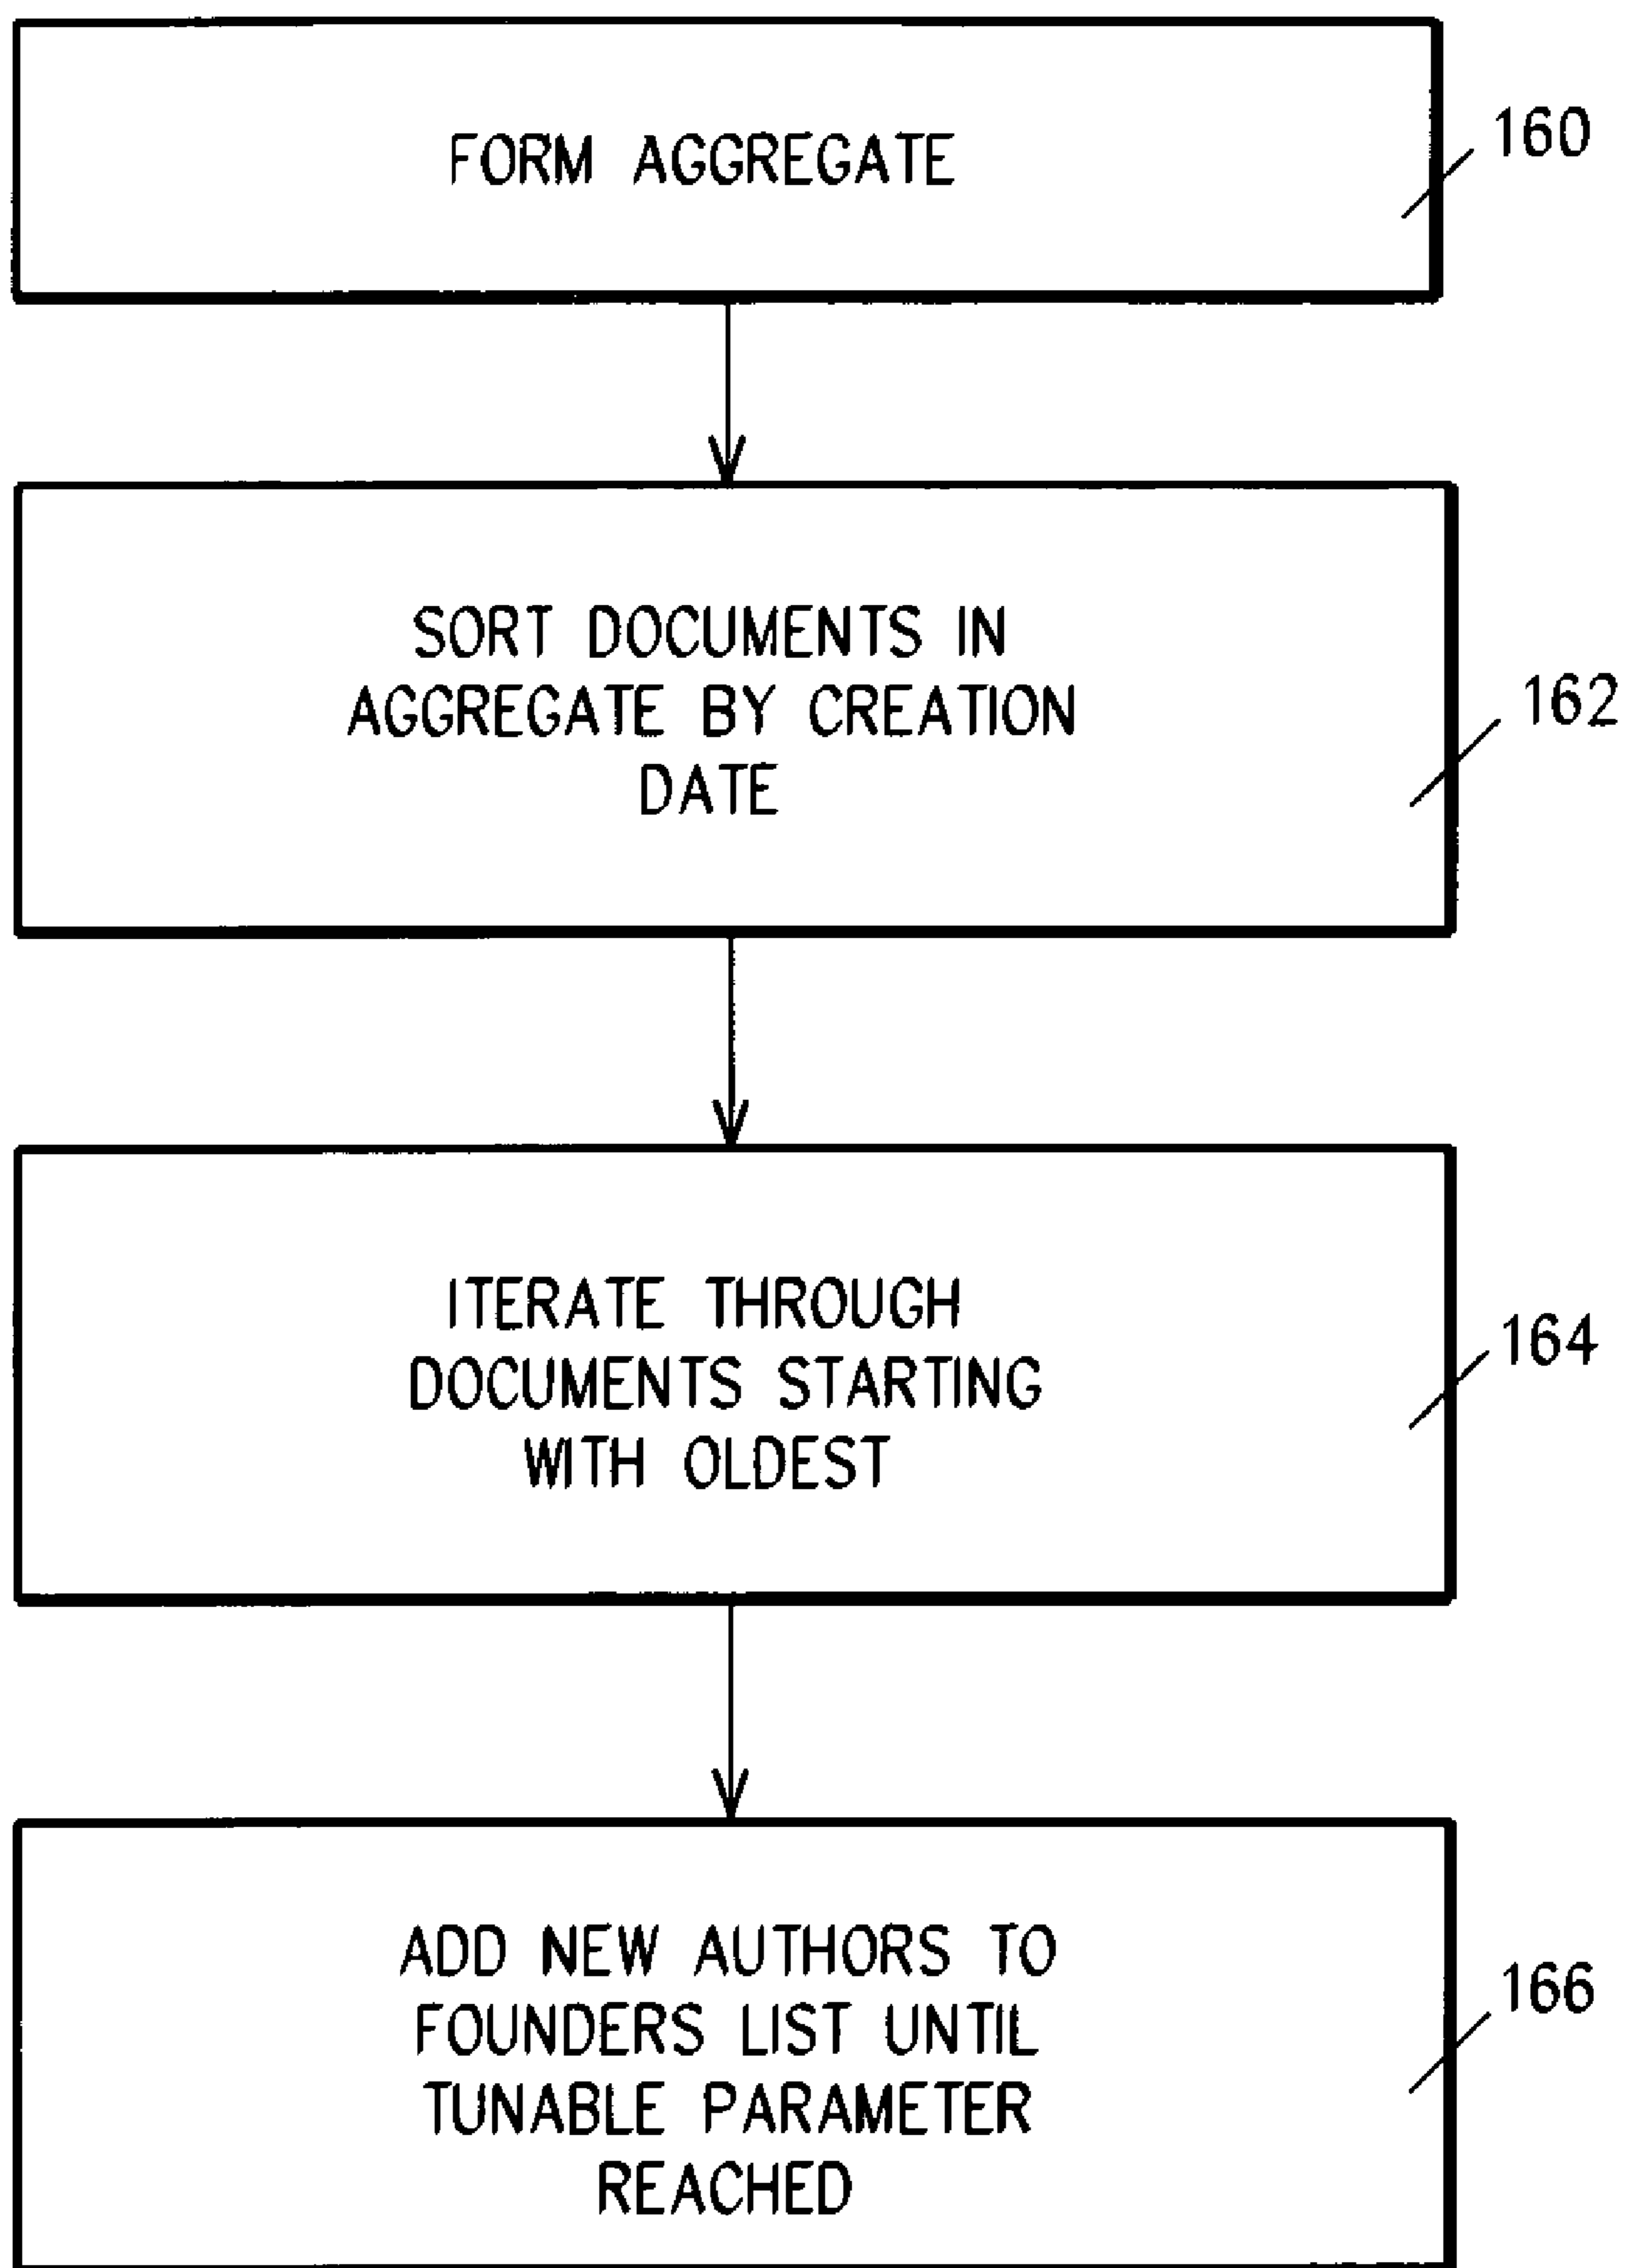 FORM AGGREGATE
160
SORT DOCUMENTS IN
AGGREGATE BY CREATION
DATE
162
ITERATE THROUGH
DOCUMENTS STARTING
WITH OLDEST
164
ADD NEW AUTHORS TO
FOUNDERS LIST UNTIL
TUNABLE PARAMETER
REACHED
166